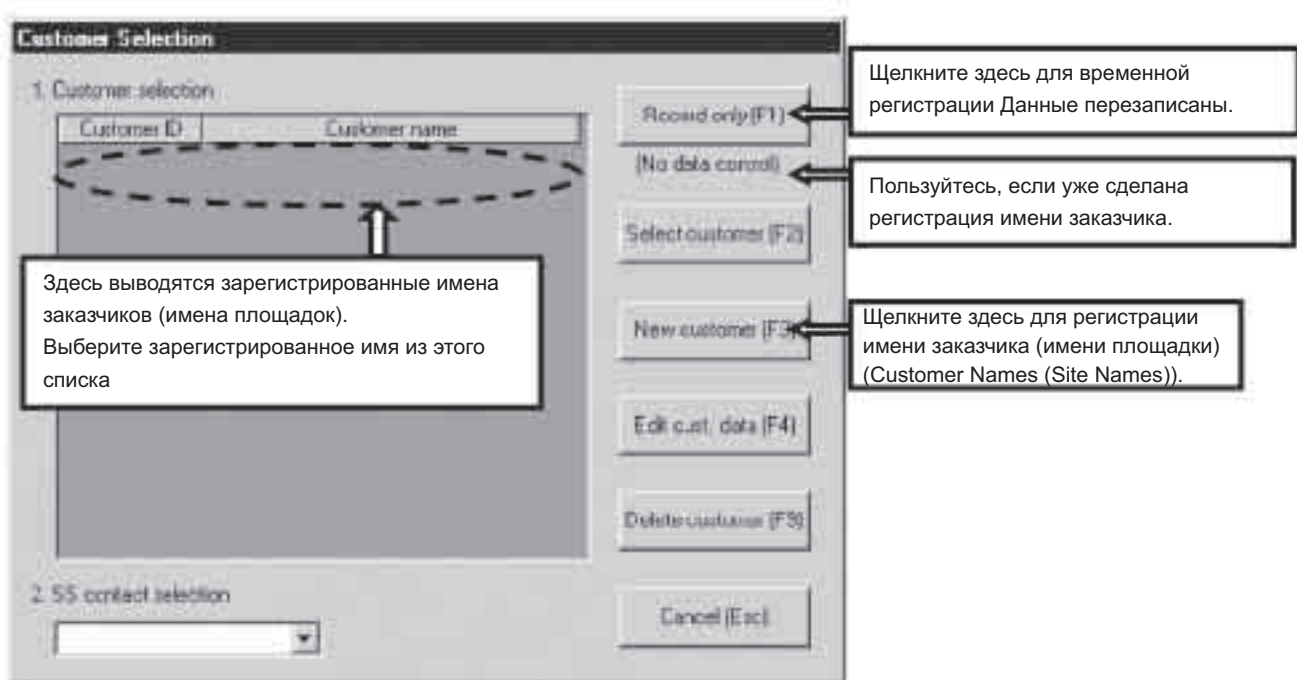 Customer Selection
1. Customer selection
Customer ID
Customer name
Record only (F1)
(No data control)
Select customer (F2)
New customer (F3)
Edit cust. data (F4)
Delete customer (F9)
Cancel (Esc)
2. SS contact selection
Щелкните здесь для временной
регистрации Данные перезаписаны.
Пользуйтесь, если уже сделана
регистрация имени заказчика.
Здесь выводятся зарегистрированные имена
заказчиков (имена площадок).
Выберите зарегистрированное имя из этого
списка
Щелкните здесь для регистрации
имени заказчика (имени площадки)
(Customer Names (Site Names)).